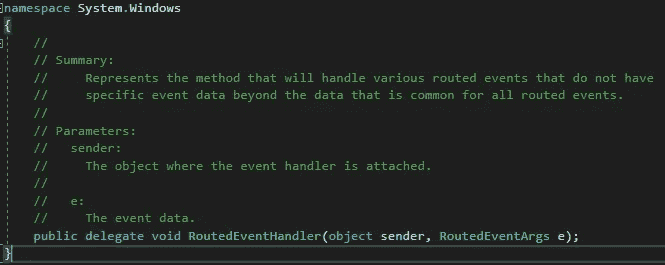 namespace System.Windows
{
//
// Summary:
//     Represents the method that will handle various routed events that do not have
//     specific event data beyond the data that is common for all routed events.
//
// Parameters:
//   sender:
//     The object where the event handler is attached.
//
//   e:
//     The event data.
public delegate void RoutedEventHandler(object sender, RoutedEventArgs e);
}